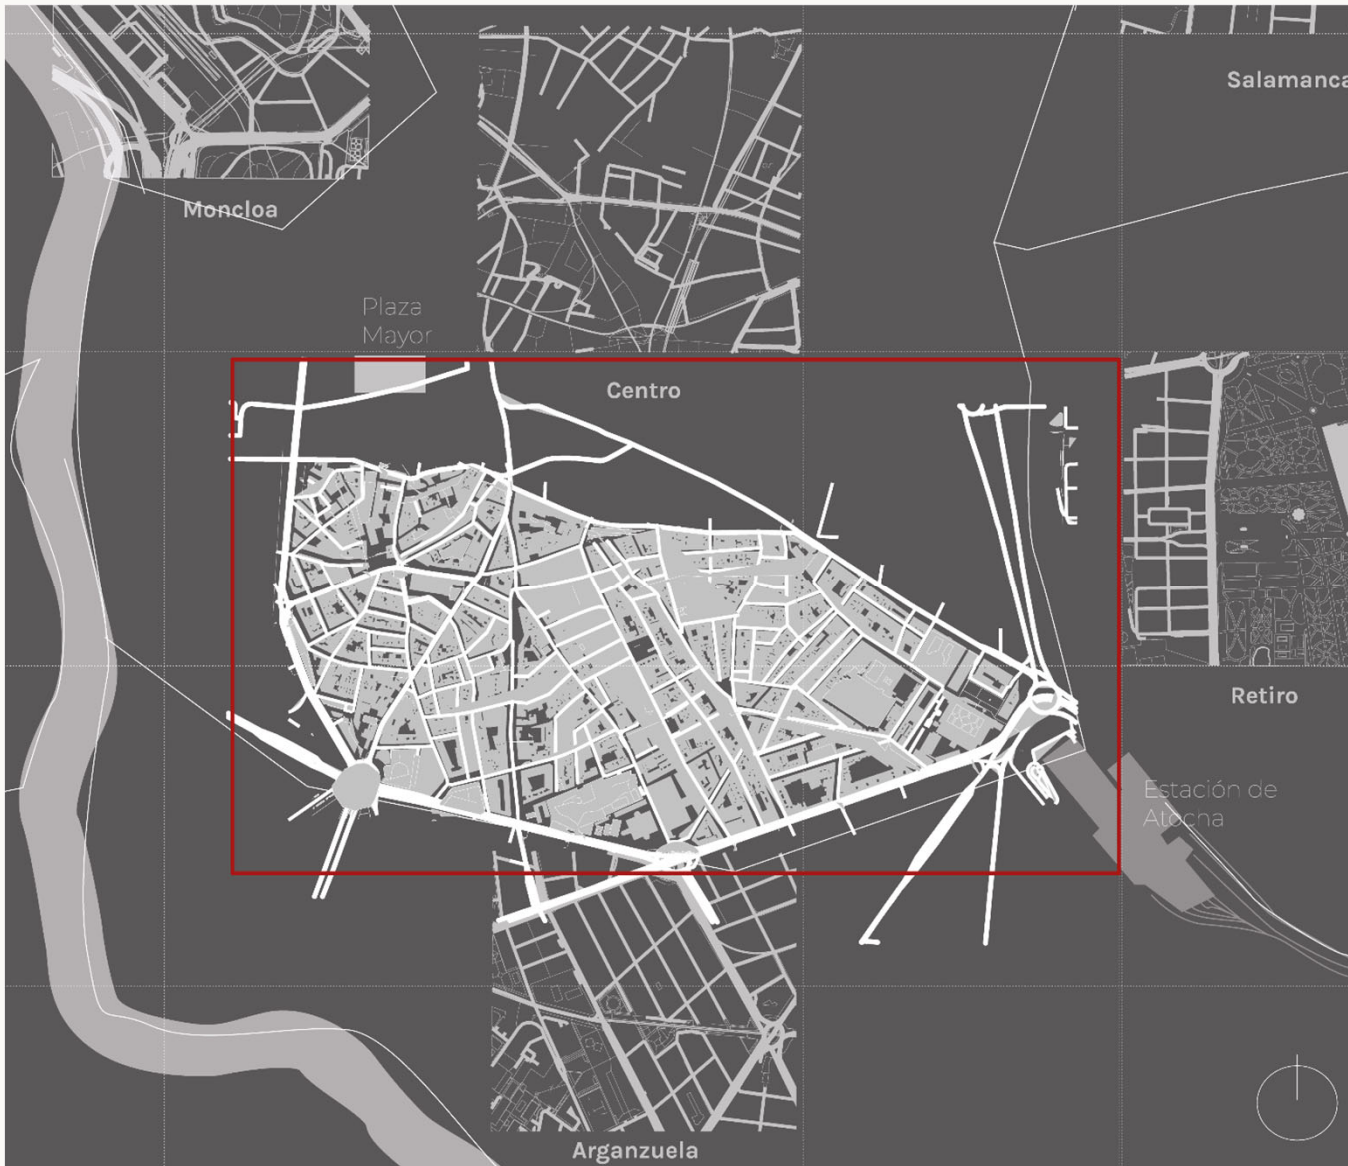 Salamanca
Moncloa
Plaza
Mayor
Centro
Retiro
Estación de
Atocha
Arganzuela